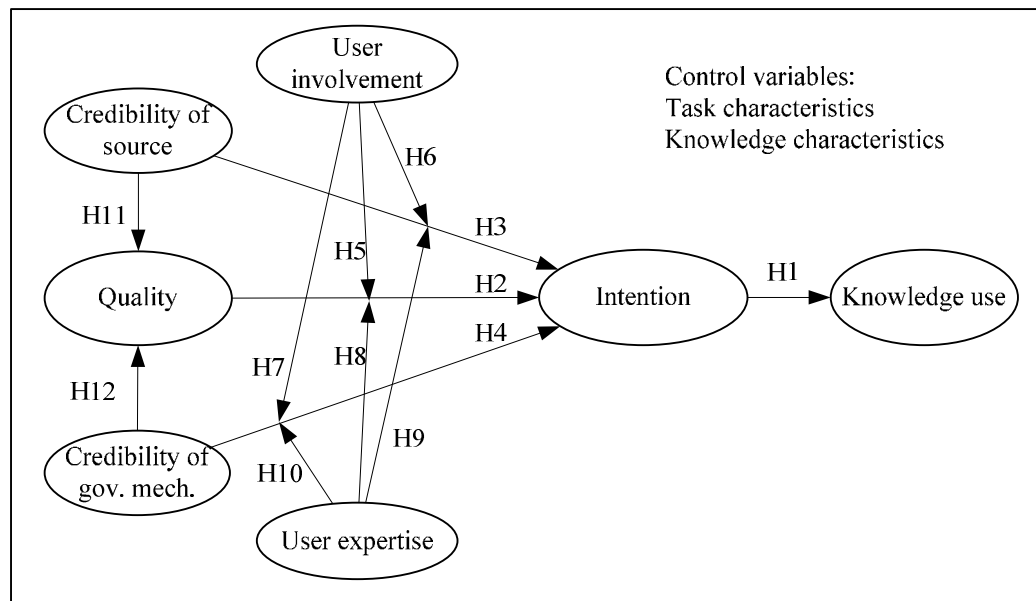 User
involvement
Control variables:
Task characteristics
Knowledge characteristics
Credibility of
source
H6
H11
H3
H5
H1
Quality
H2
Intention
Knowledge use
H4
H7
H8
H12
H9
Credibility of
gov. mech.
H10
User expertise